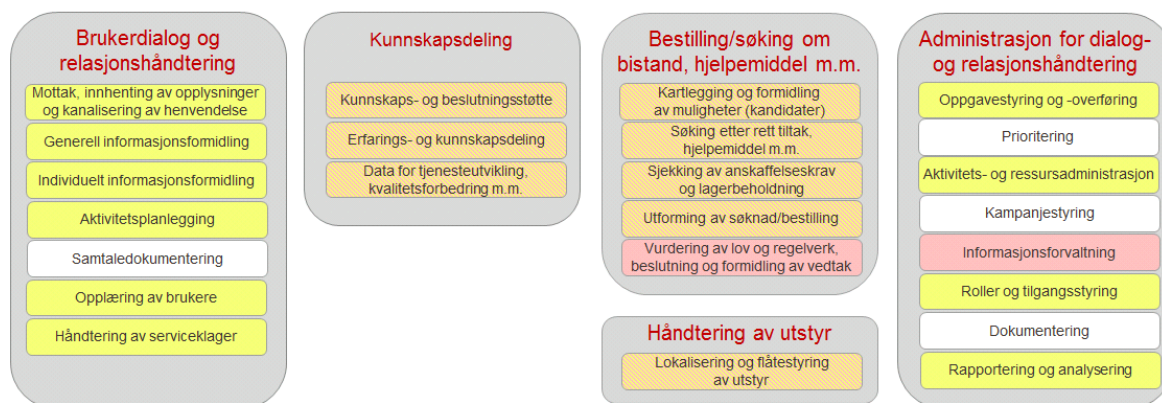 Brukerdialog og
relasjonshåndtering
Mottak, innhenting av opplysninger
og kanalisering av henvendelse
Generell informasjonsformidling
Individuelt informasjonsformidling
Aktivitetsplanlegging
Samtaledokumentering
Opplæring av brukere
Håndtering av serviceklager
Kunnskapsdeling
Kunnskaps- og beslutningsstøtte
Erfarings- og kunnskapsdeling
Data for tjenesteutvikling,
kvalitetsforbedring m.m.
Bestilling/søking om
bistand, hjelpemiddel m.m.
Kartlegging og formidling
av muligheter (kandidater)
Søking etter rett tiltak,
hjelpemiddel m.m.
Sjekking av anskaffelseskrav
og lagerbeholdning
Utforming av søknad/bestilling
Vurdering av lov og regelverk,
beslutning og formidling av vedtak
Håndtering av utstyr
Lokalisering og flåtestyring
av utstyr
Administrasjon for dialog-
og relasjonshåndtering
Oppgavestyring og -overføring
Prioritering
Aktivitets- og ressursadministrasjon
Kampanjestyring
Informasjonsforvaltning
Roller og tilgangsstyring
Dokumentering
Rapportering og analysering